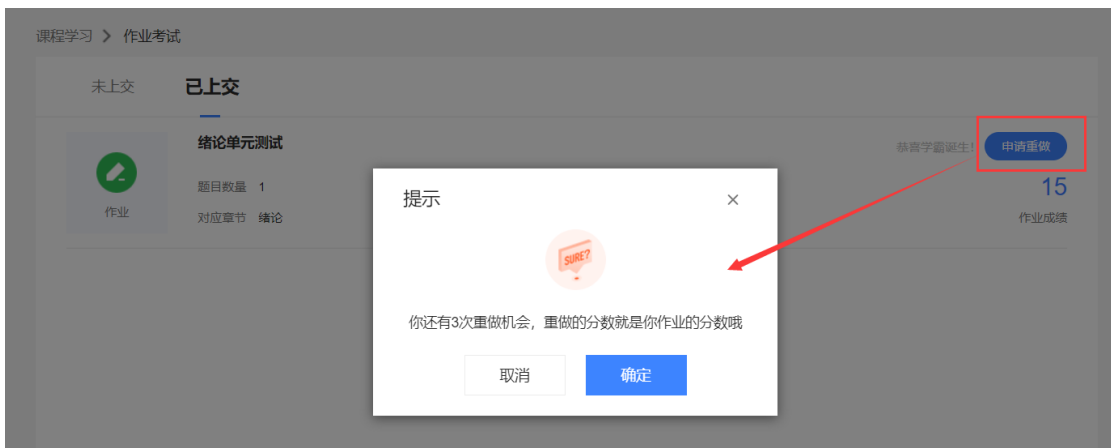 课程学习 > 作业考试
未上交 已上交
绪论单元测试
恭喜学霸诞生! 申请重做
题目数量 1
15
作业
对应章节 绪论
作业成绩
提示 ×
SURE?
你还有3次重做机会，重做的分数就是你作业的分数哦
取消 确定